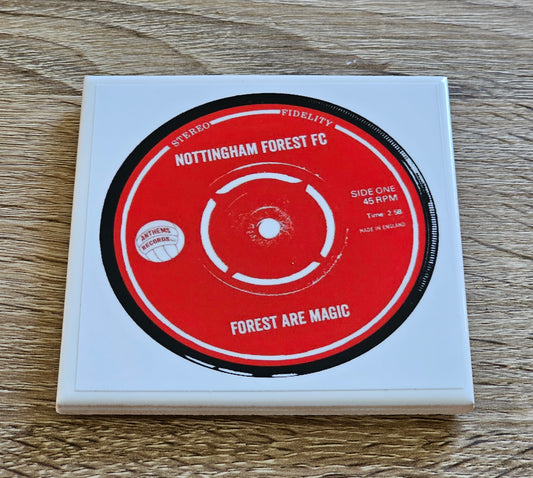 STEREO FIDELITY
NOTTINGHAM FOREST FC
SIDE ONE
45 RPM
Time 2.58
MADE IN ENGLAND
ANTHEMS
RECORDS
FOREST ARE MAGIC